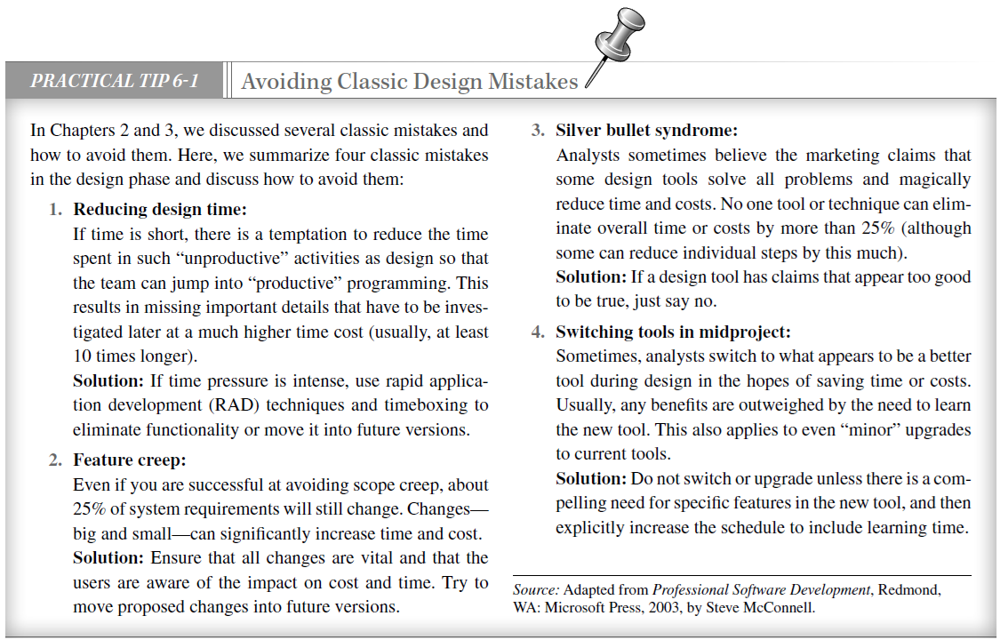 PRACTICAL TIP 6-1
Avoiding Classic Design Mistakes
In Chapters 2 and 3, we discussed several classic mistakes and
how to avoid them. Here, we summarize four classic mistakes
in the design phase and discuss how to avoid them:
1. Reducing design time:
If time is short, there is a temptation to reduce the time
spent in such “unproductive” activities as design so that
the team can jump into “productive” programming. This
results in missing important details that have to be inves-
tigated later at a much higher time cost (usually, at least
10 times longer).
Solution: If time pressure is intense, use rapid applica-
tion development (RAD) techniques and timeboxing to
eliminate functionality or move it into future versions.
2. Feature creep:
Even if you are successful at avoiding scope creep, about
25% of system requirements will still change. Changes—
big and small—can significantly increase time and cost.
Solution: Ensure that all changes are vital and that the
users are aware of the impact on cost and time. Try to
move proposed changes into future versions.
3. Silver bullet syndrome:
Analysts sometimes believe the marketing claims that
some design tools solve all problems and magically
reduce time and costs. No one tool or technique can elim-
inate overall time or costs by more than 25% (although
some can reduce individual steps by this much).
Solution: If a design tool has claims that appear too good
to be true, just say no.
4. Switching tools in midproject:
Sometimes, analysts switch to what appears to be a better
tool during design in the hopes of saving time or costs.
Usually, any benefits are outweighed by the need to learn
the new tool. This also applies to even “minor” upgrades
to current tools.
Solution: Do not switch or upgrade unless there is a com-
pelling need for specific features in the new tool, and then
explicitly increase the schedule to include learning time.
Source: Adapted from Professional Software Development, Redmond,
WA: Microsoft Press, 2003, by Steve McConnell.